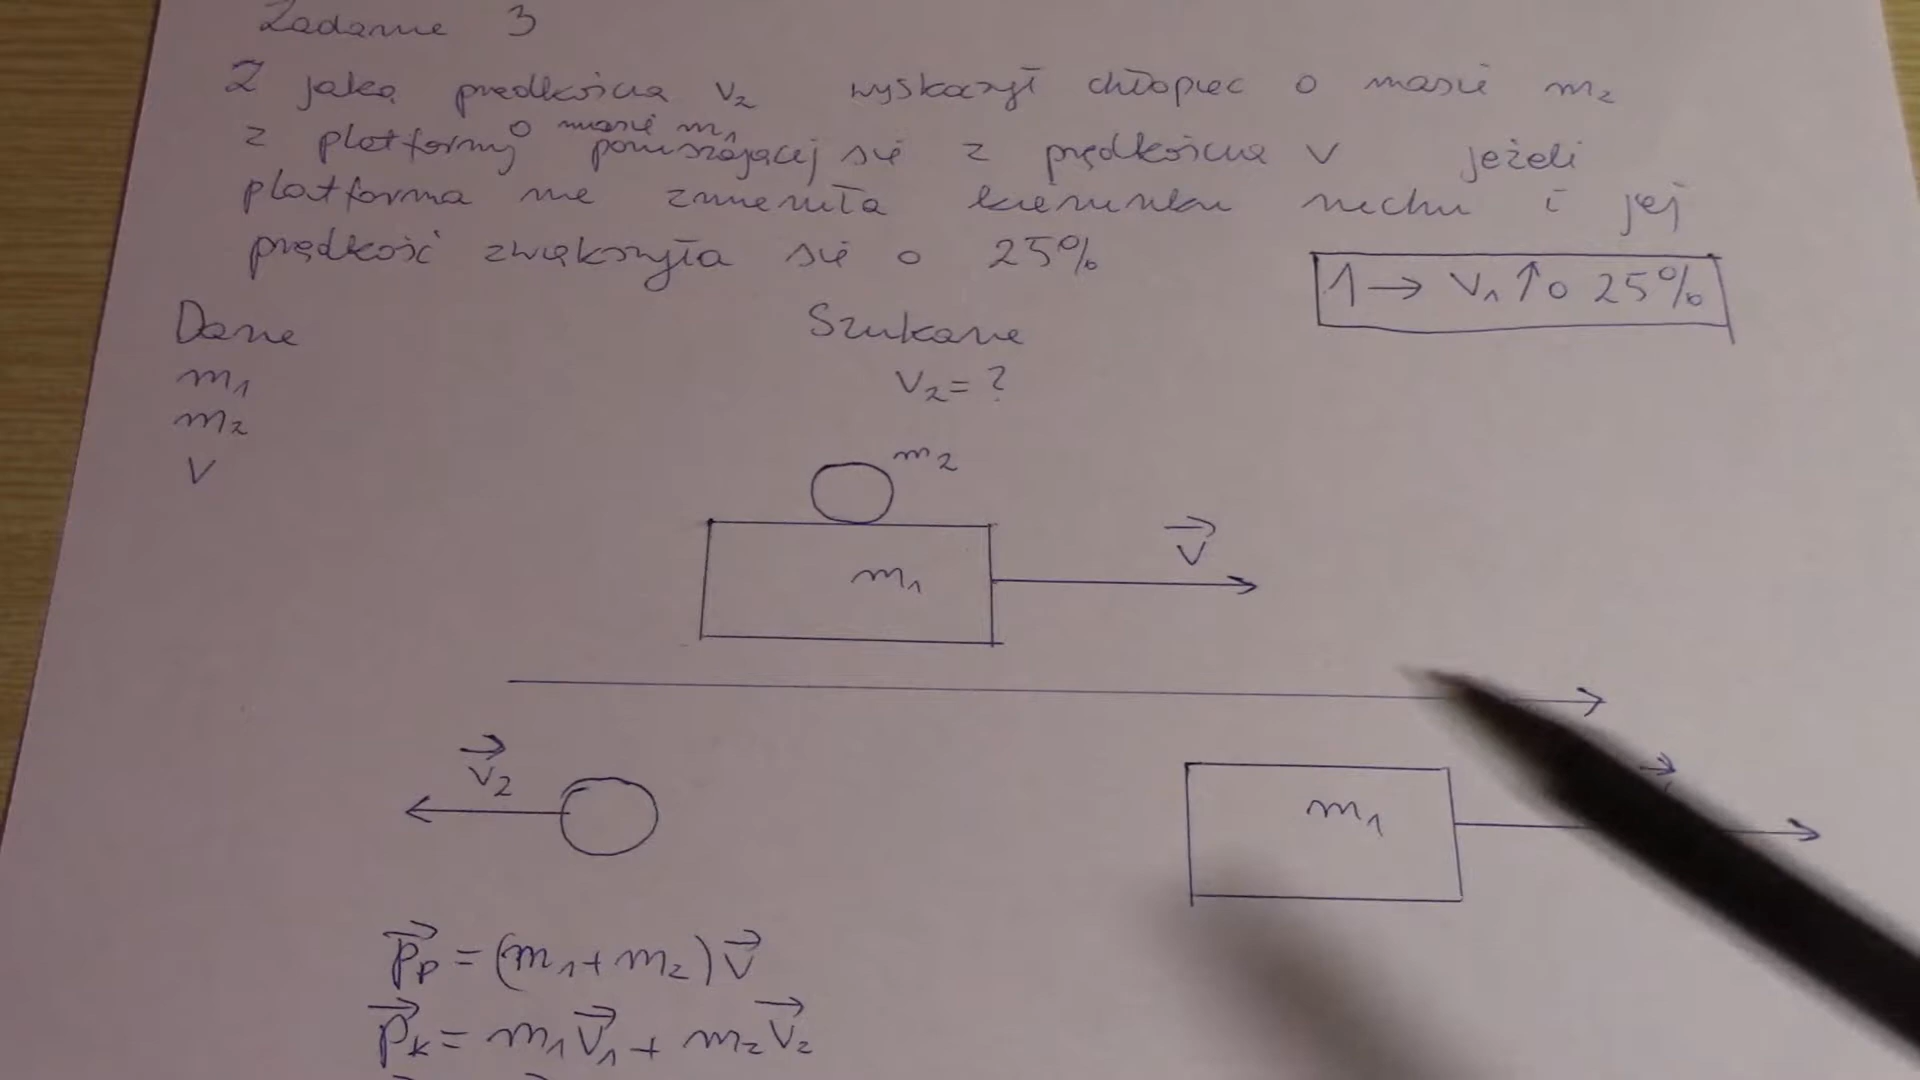 Zadanie 3
Z jaką prędkością v₂ wyskoczył chłopiec o masie m₂
z platformy o masie m₁ poruszającej się z prędkością v jeżeli
platforma nie zmieniła kierunku ruchu i jej
prędkość zwiększyła się o 25%
1 → v₁ ↑ o 25%
Dane
Szukane
m₁
v₂ = ?
m₂
v
m₂
m₁
v⃗
v⃗₂
m₁
p⃗ₚ = (m₁ + m₂) v⃗
p⃗ₖ = m₁v⃗₁ + m₂v⃗₂